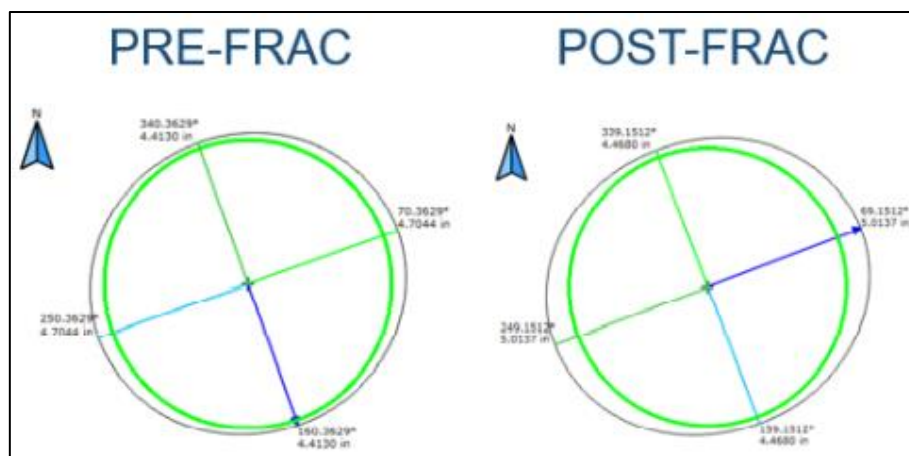 PRE-FRAC
POST-FRAC
N
340.3629°
4.4130 in
70.3629°
4.7044 in
250.3629°
4.7044 in
160.3629°
4.4130 in
N
339.1512°
4.4680 in
69.1512°
5.0137 in
249.1512°
5.0137 in
159.1512°
4.4680 in